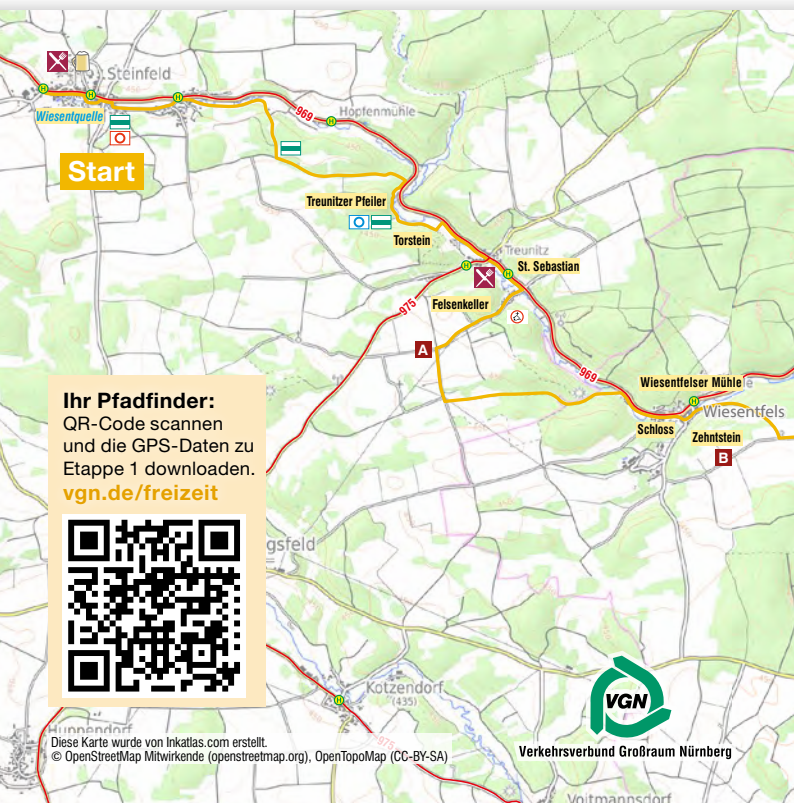 Steinfeld
Wiesentquelle
Start
969
Hopfenmühle
Treunitzer Pfeiler
Torstein
Treunitz
St. Sebastian
Felsenkeller
975
A
969
Wiesentfelser Mühle
Wiesentfels
Schloss
Zehntstein
B
Ihr Pfadfinder:
QR-Code scannen
und die GPS-Daten zu
Etappe 1 downloaden.
vgn.de/freizeit
gsfeld
Kotzendorf
(435)
975
Huppendorf
VGN
Verkehrsverbund Großraum Nürnberg
Diese Karte wurde von Inkatlas.com erstellt.
© OpenStreetMap Mitwirkende (openstreetmap.org), OpenTopoMap (CC-BY-SA)
Voitmannsdorf